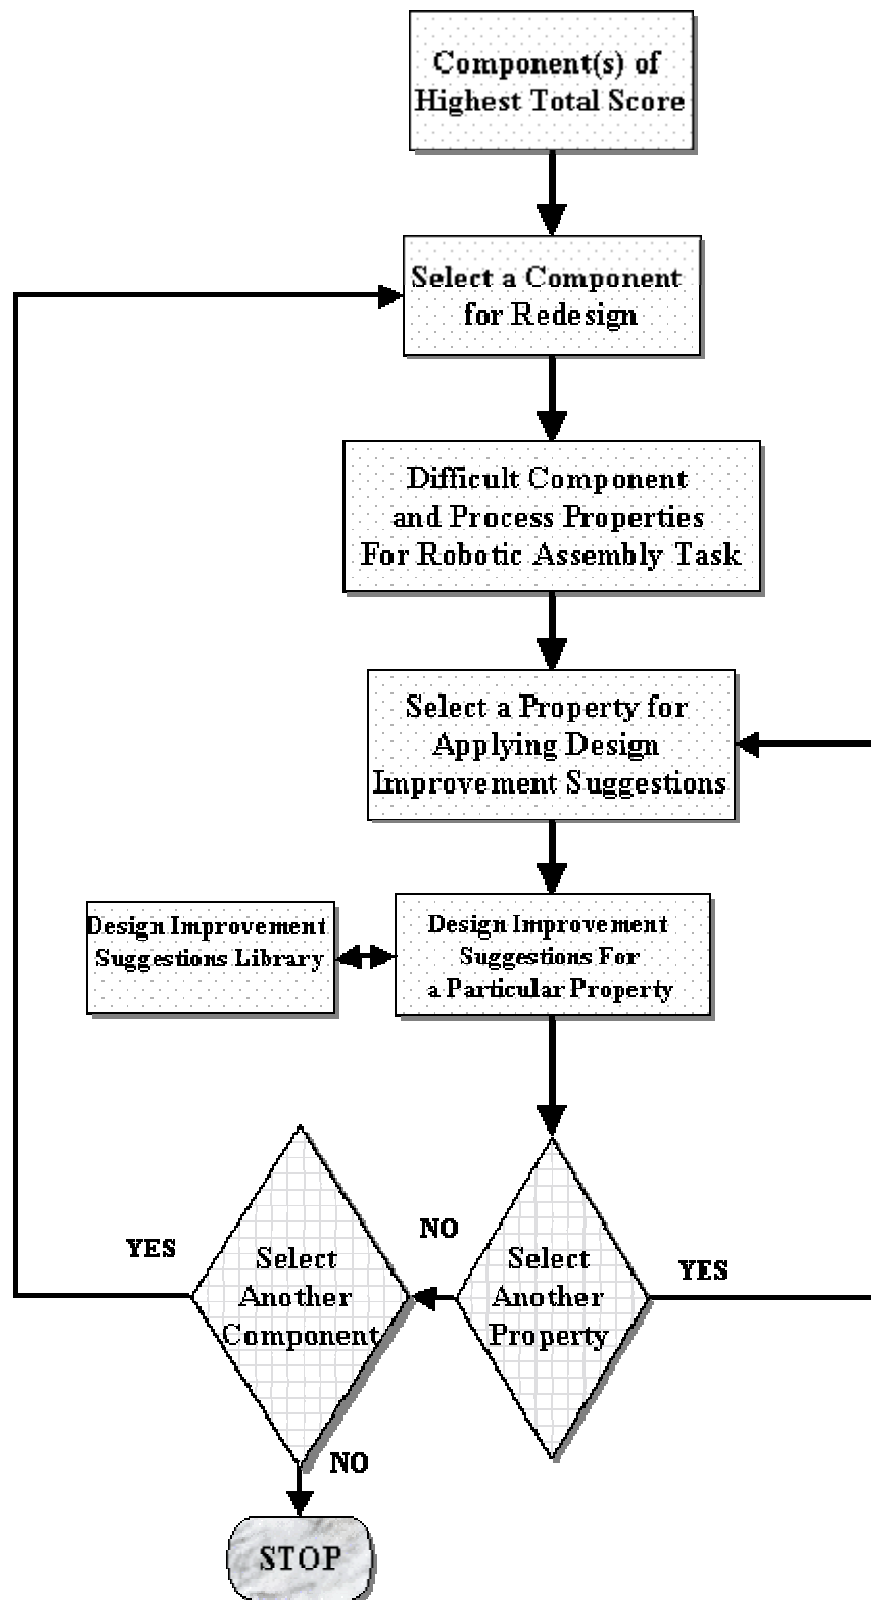 Component(s) of
Highest Total Score
Select a Component
for Redesign
Difficult Component
and Process Properties
For Robotic Assembly Task
Select a Property for
Applying Design
Improvement Suggestions
Design Improvement
Suggestions Library
Design Improvement
Suggestions For
a Particular Property
YES
Select
Another
Component
NO
Select
Another
Property
YES
NO
STOP